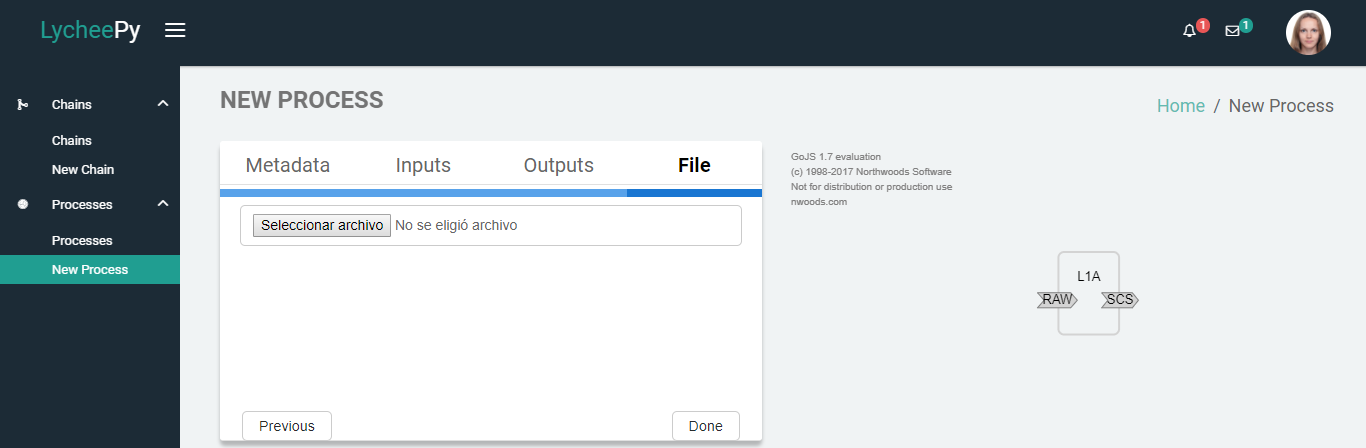 LycheePy
1
1
Chains
Chains
New Chain
Processes
Processes
New Process
NEW PROCESS
Home / New Process
Metadata Inputs Outputs File
Seleccionar archivo No se eligió archivo
Previous Done
GoJS 1.7 evaluation
(c) 1998-2017 Northwoods Software
Not for distribution or production use
nwoods.com
L1A
RAW SCS